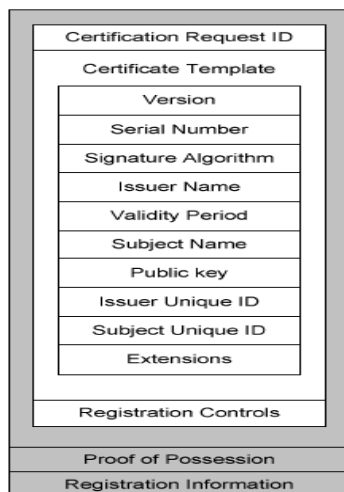 Certification Request ID
Certificate Template
Version
Serial Number
Signature Algorithm
Issuer Name
Validity Period
Subject Name
Public key
Issuer Unique ID
Subject Unique ID
Extensions
Registration Controls
Proof of Possession
Registration Information